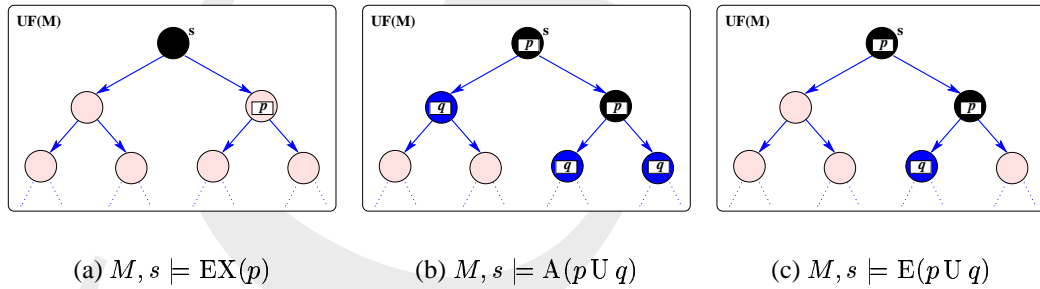 UF(M)
s
p
UF(M)
s
p
q
p
q
q
UF(M)
s
p
p
q
(a) M, s |= EX(p)
(b) M, s |= A(p U q)
(c) M, s |= E(p U q)